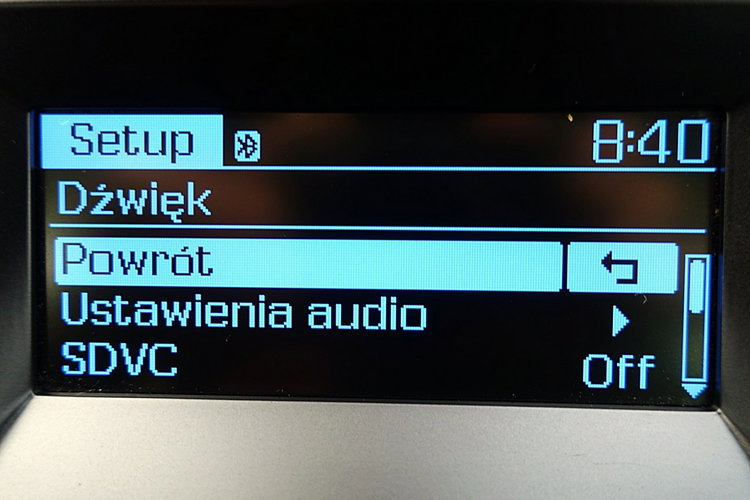 Setup 8:40
Dźwięk
Powrót
Ustawienia audio
SDVC Off